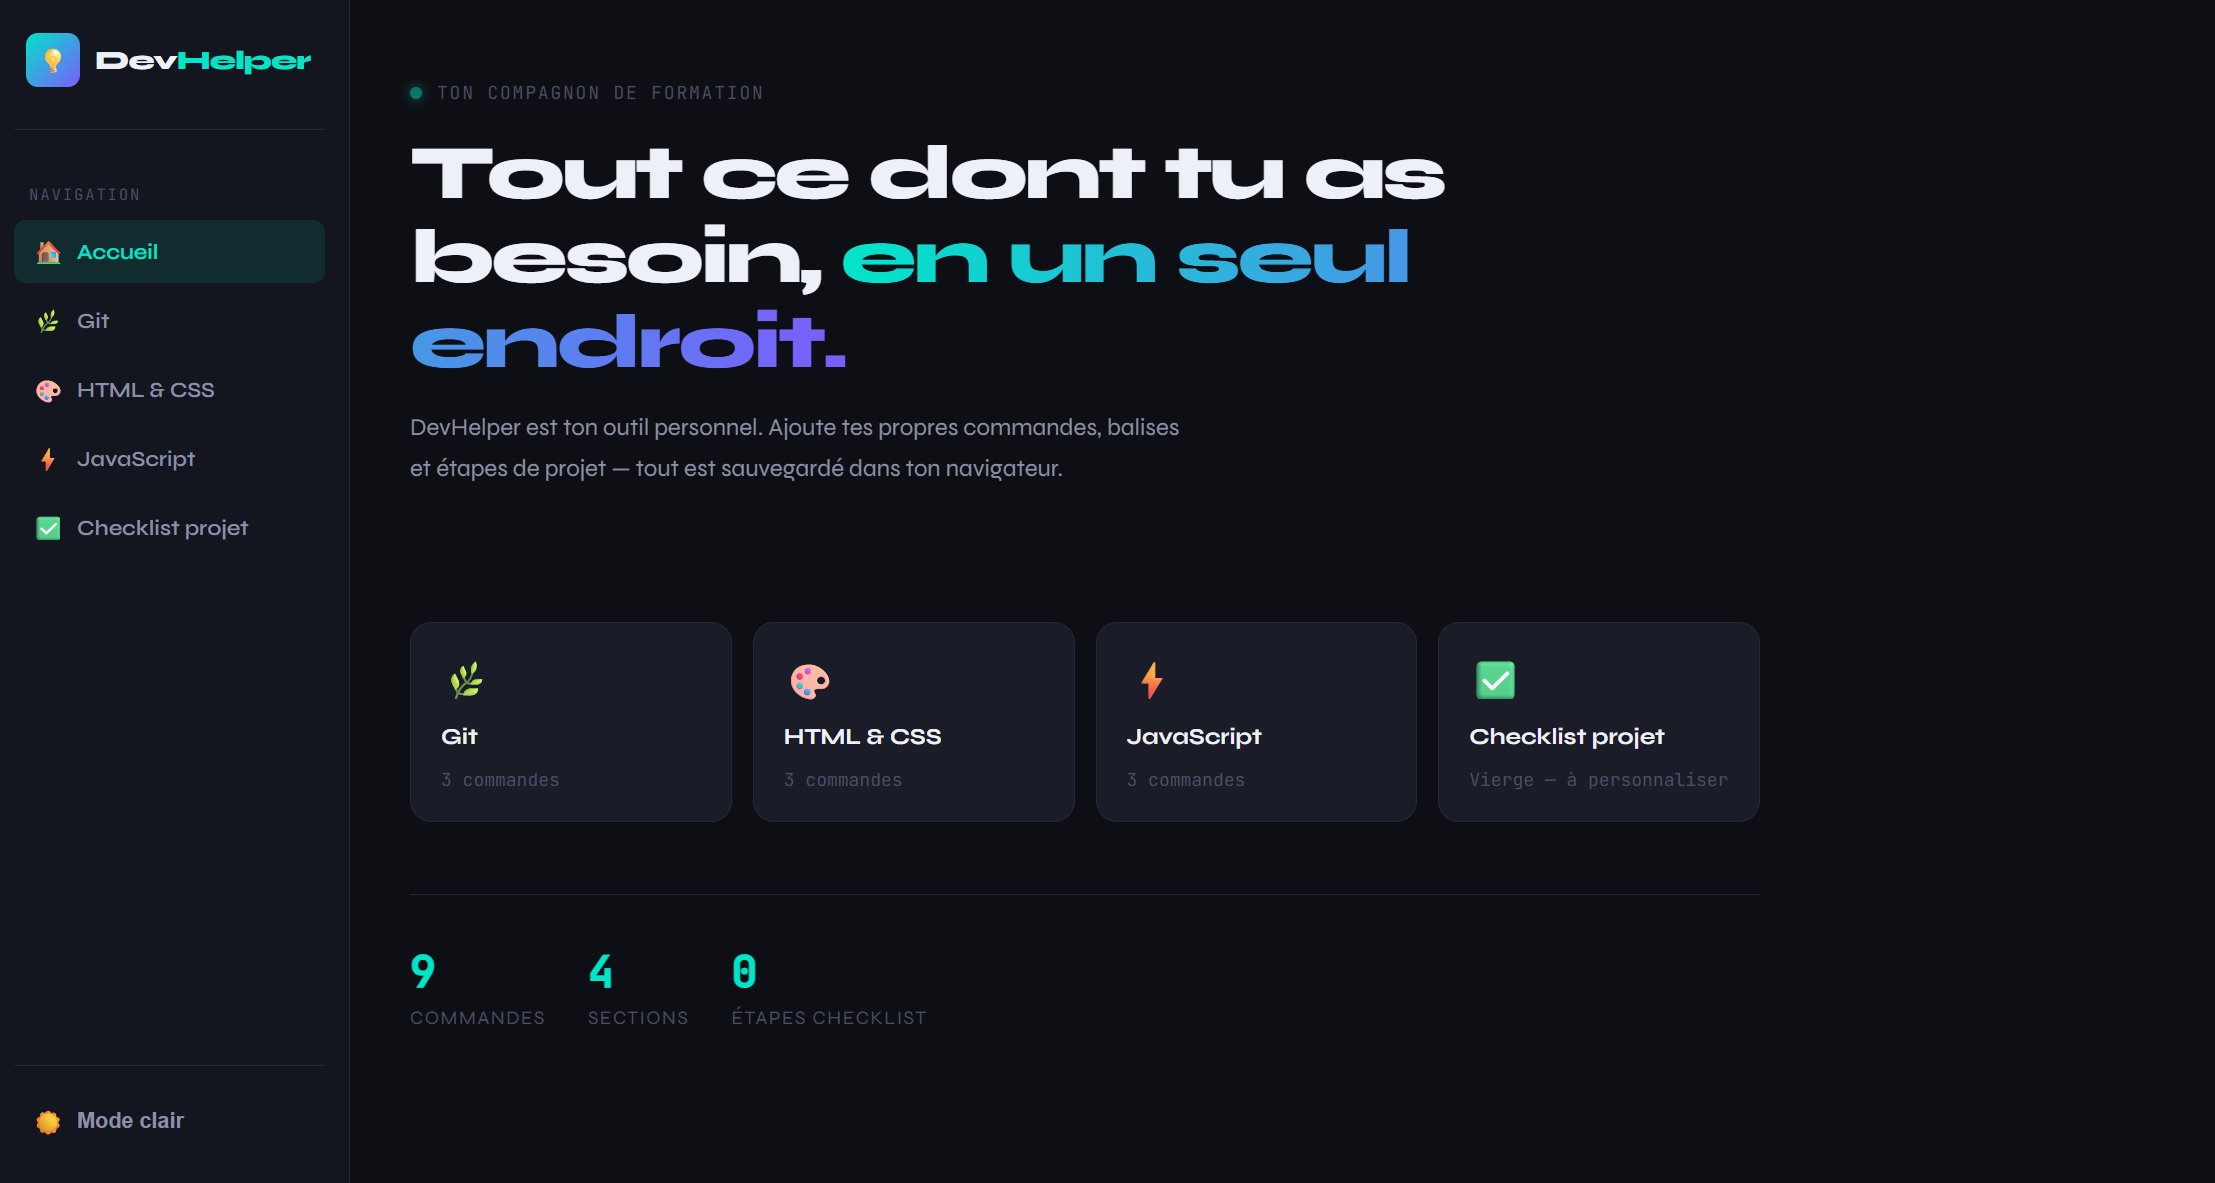 DevHelper
NAVIGATION
Accueil
Git
HTML & CSS
JavaScript
Checklist projet
Mode clair
TON COMPAGNON DE FORMATION
Tout ce dont tu as
besoin, en un seul
endroit.
DevHelper est ton outil personnel. Ajoute tes propres commandes, balises
et étapes de projet — tout est sauvegardé dans ton navigateur.
Git
3 commandes
HTML & CSS
3 commandes
JavaScript
3 commandes
Checklist projet
Vierge — à personnaliser
9
COMMANDES
4
SECTIONS
0
ÉTAPES CHECKLIST